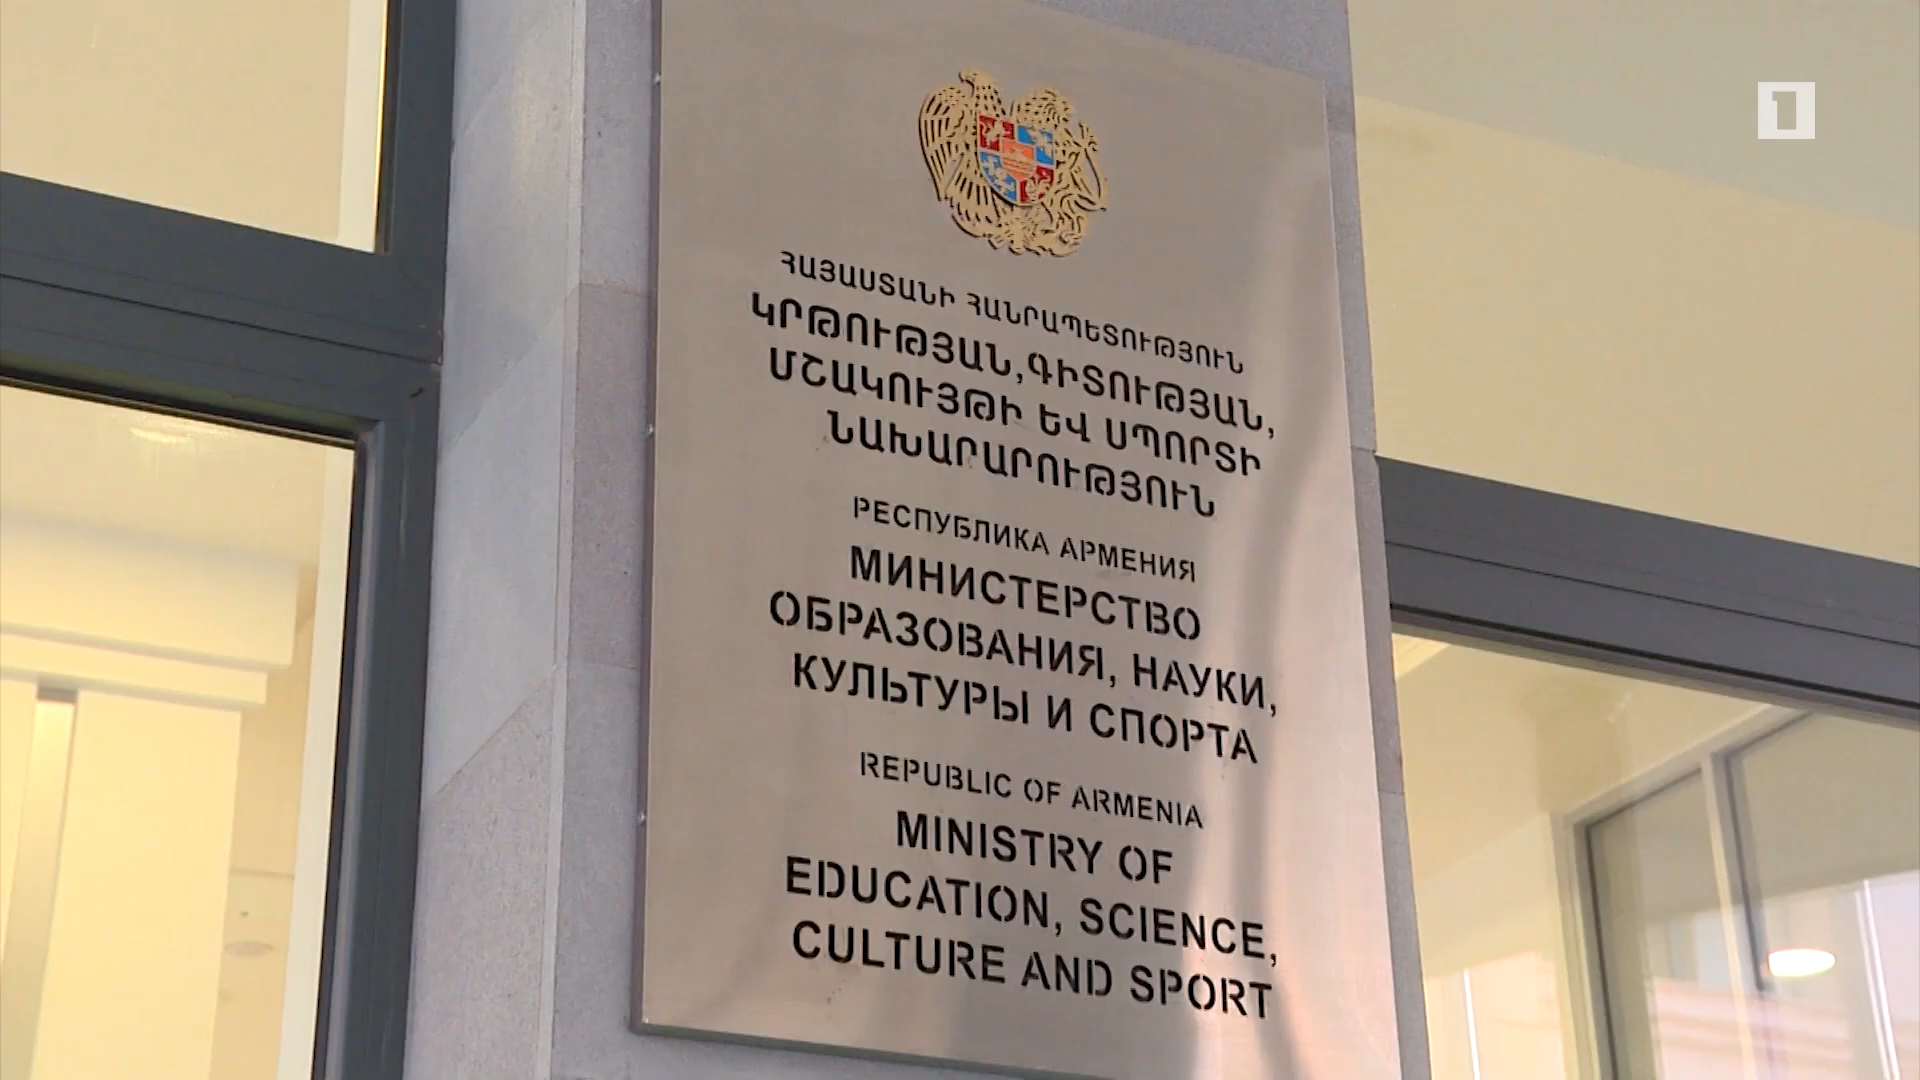 1
ՀԱՅԱՍՏԱՆԻ ՀԱՆՐԱՊԵՏՈՒԹՅՈՒՆ
ԿՐԹՈՒԹՅԱՆ,ԳԻՏՈՒԹՅԱՆ,
ՄՇԱԿՈՒՅԹԻ ԵՎ ՍՊՈՐՏԻ
ՆԱԽԱՐԱՐՈՒԹՅՈՒՆ
РЕСПУБЛИКА АРМЕНИЯ
МИНИСТЕРСТВО
ОБРАЗОВАНИЯ, НАУКИ,
КУЛЬТУРЫ И СПОРТА
REPUBLIC OF ARMENIA
MINISTRY OF
EDUCATION, SCIENCE,
CULTURE AND SPORT